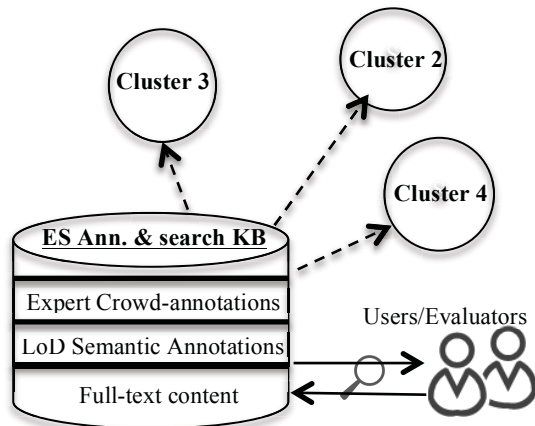 Cluster 2
Cluster 3
Cluster 4
ES Ann. & search KB
Expert Crowd-annotations
Users/Evaluators
LoD Semantic Annotations
Full-text content